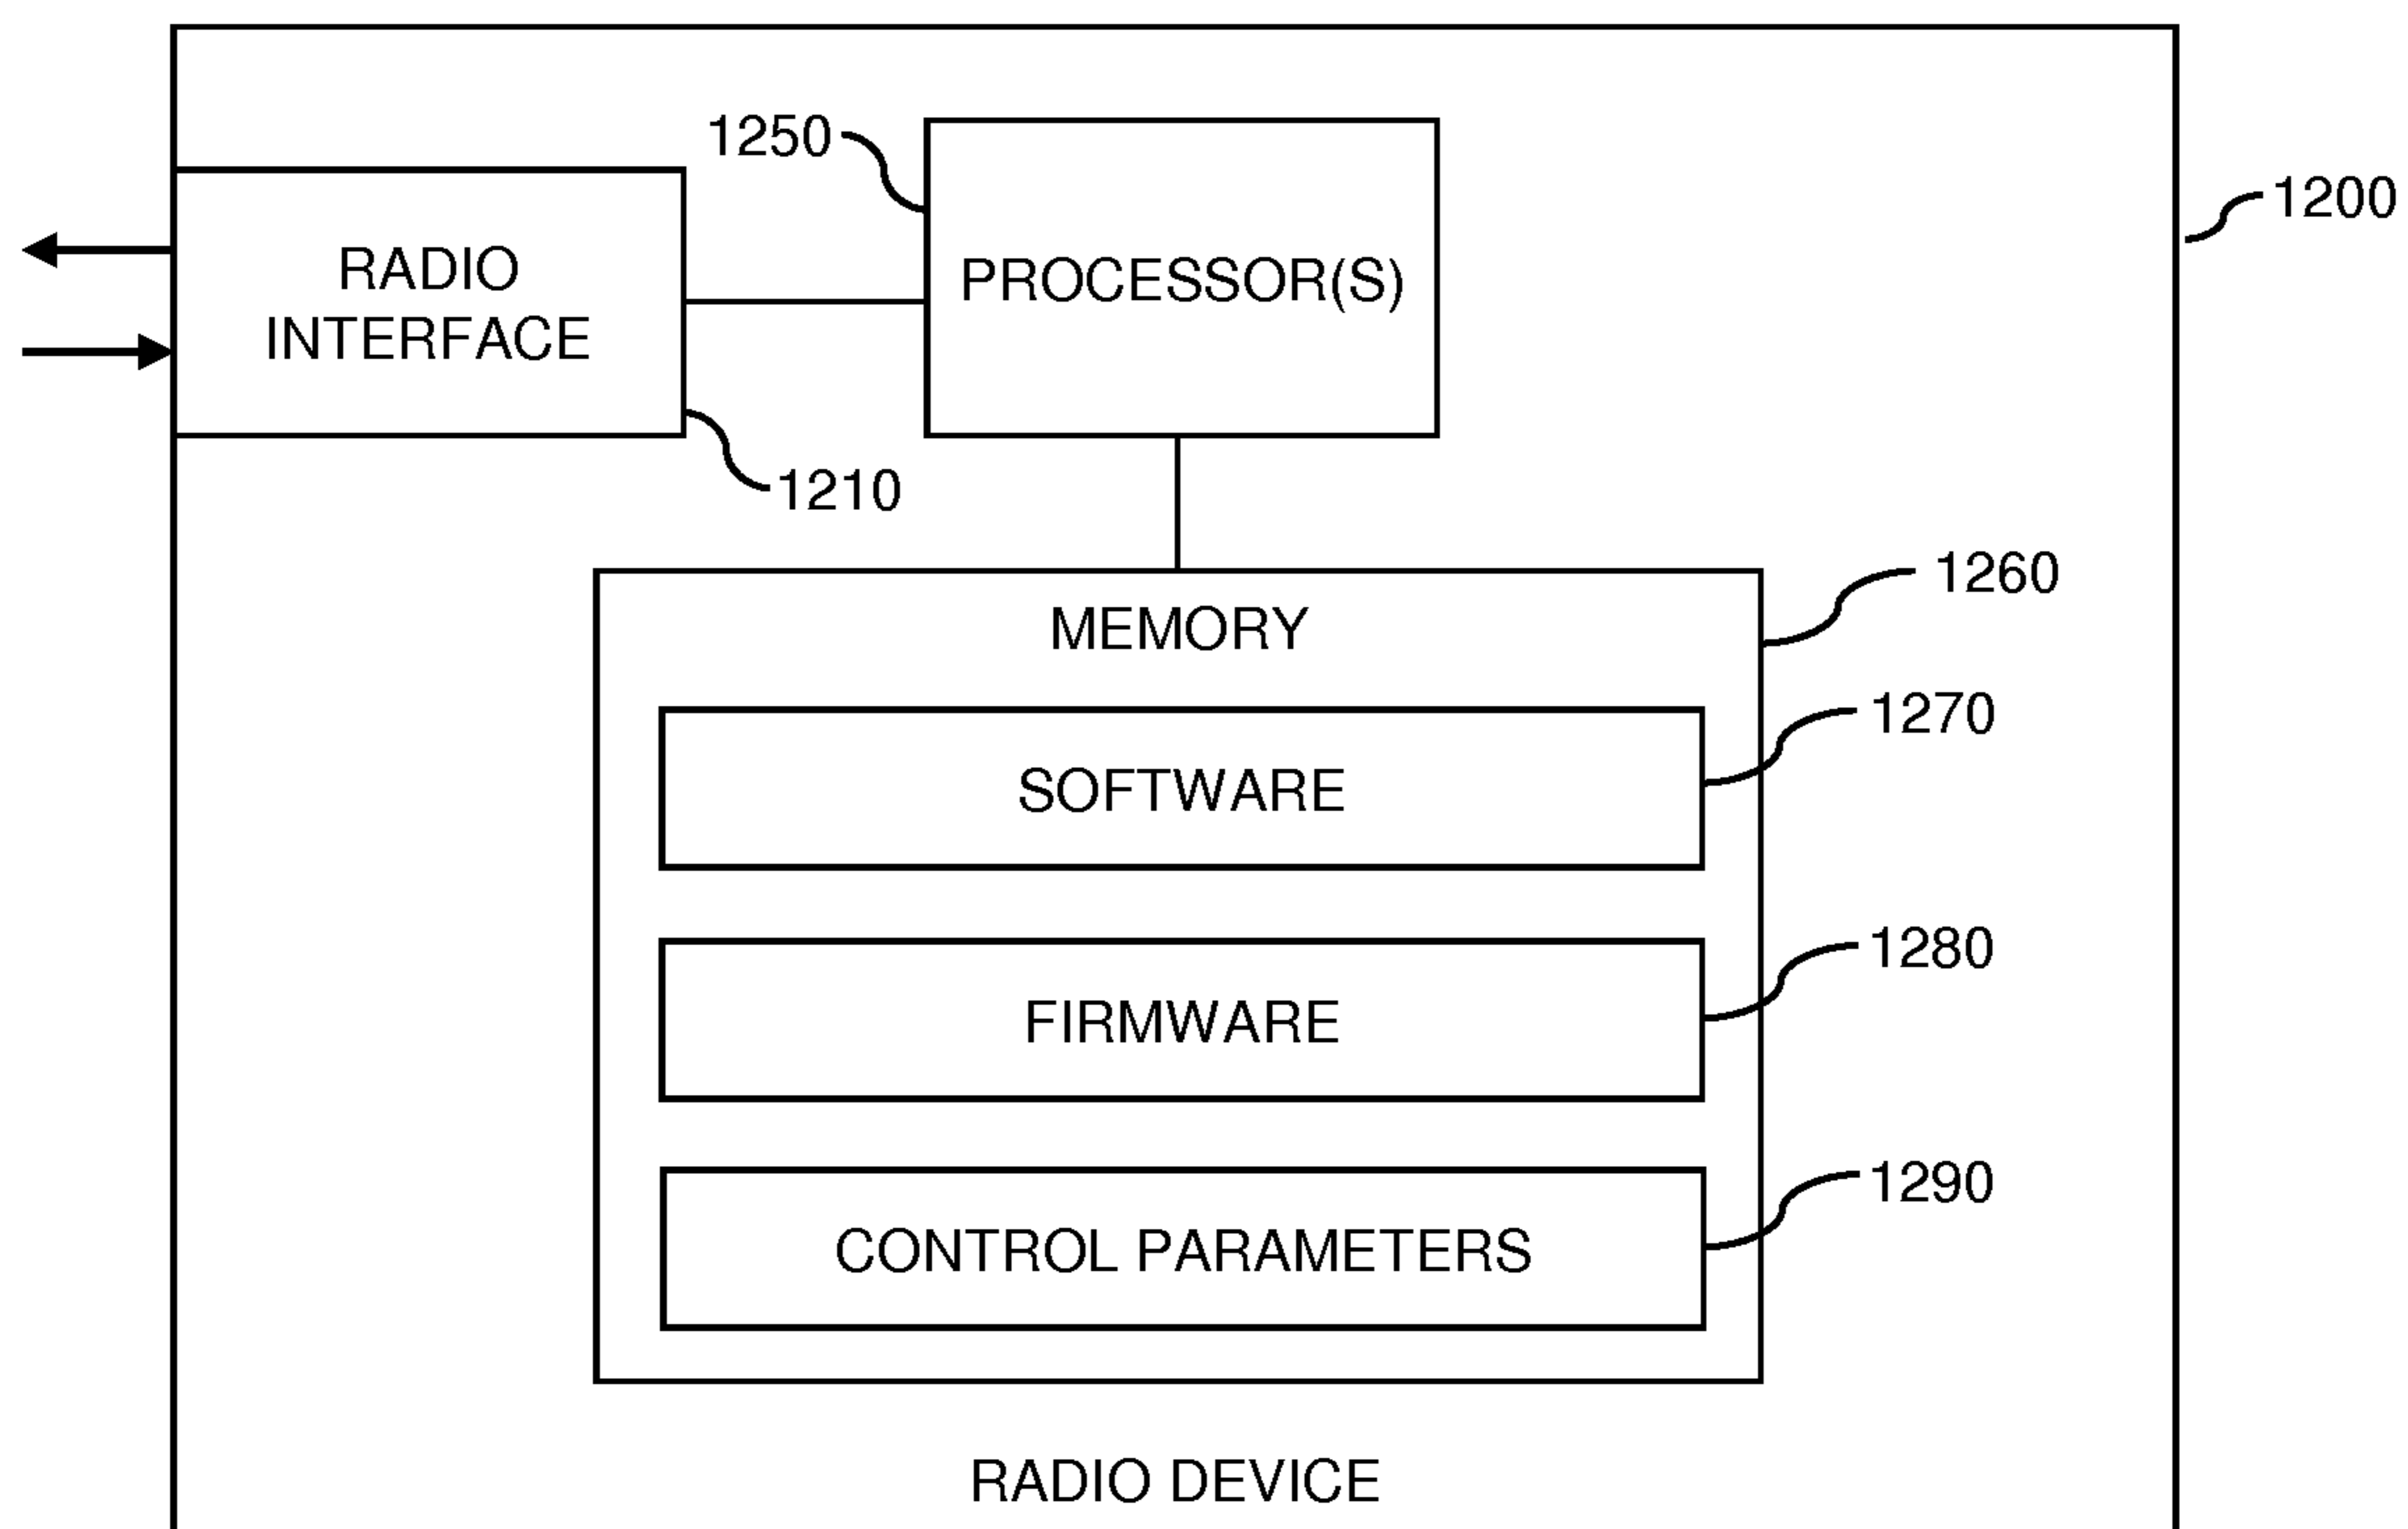 1250
1200
RADIO
INTERFACE
PROCESSOR(S)
1210
1260
MEMORY
1270
SOFTWARE
1280
FIRMWARE
1290
CONTROL PARAMETERS
RADIO DEVICE